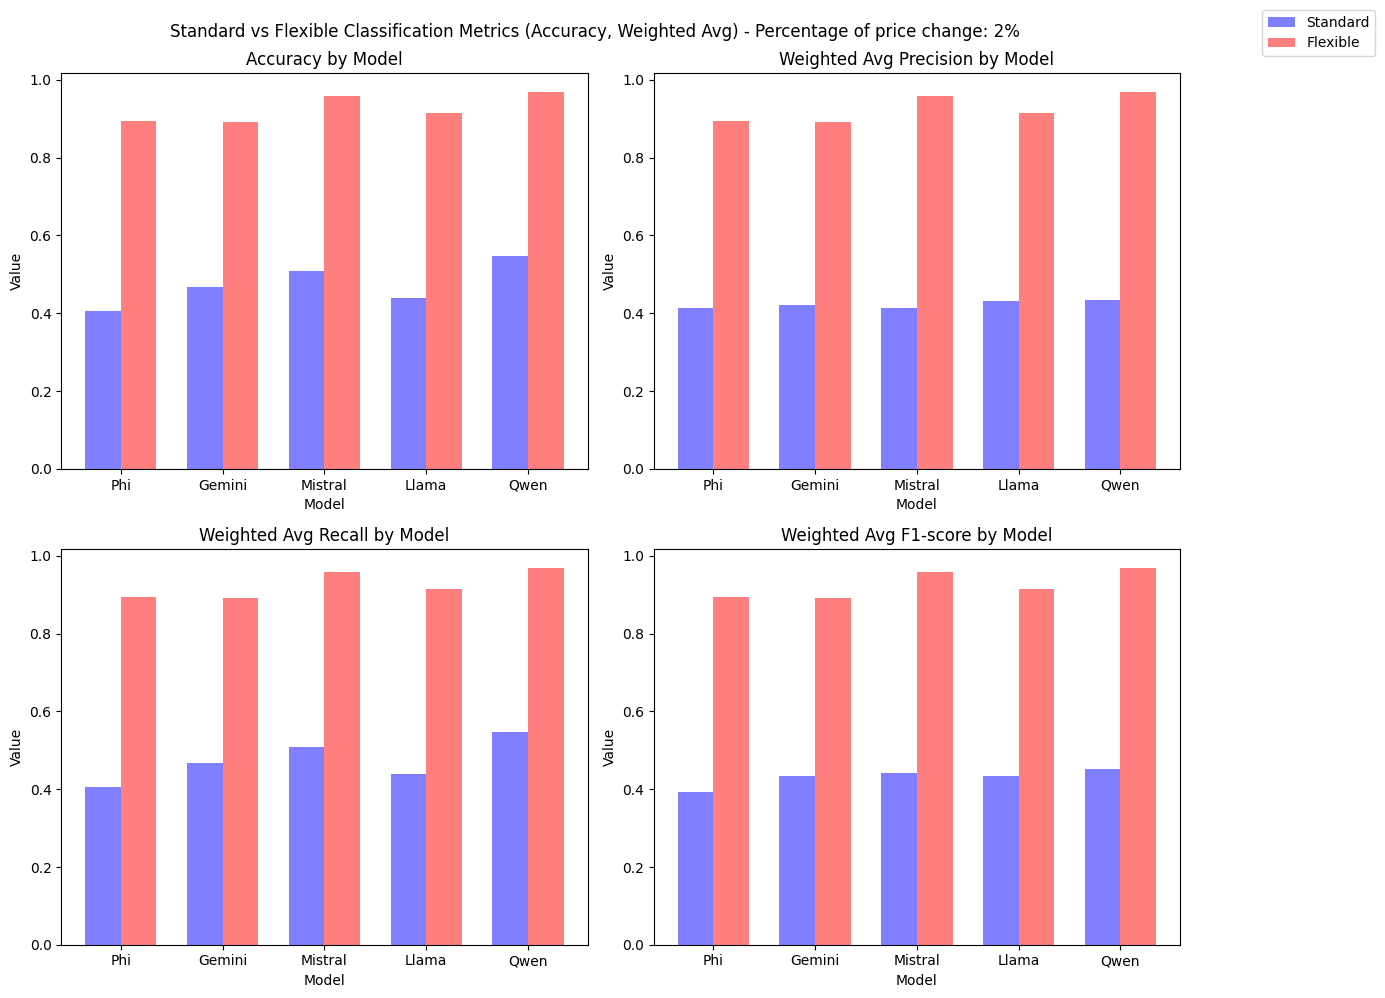 Standard vs Flexible Classification Metrics (Accuracy, Weighted Avg) - Percentage of price change: 2%
Standard
Flexible
Accuracy by Model
1.0
0.8
0.6
0.4
0.2
0.0
Value
Phi Gemini Mistral Llama Qwen
Model
Weighted Avg Precision by Model
1.0
0.8
0.6
0.4
0.2
0.0
Value
Phi Gemini Mistral Llama Qwen
Model
Weighted Avg Recall by Model
1.0
0.8
0.6
0.4
0.2
0.0
Value
Phi Gemini Mistral Llama Qwen
Model
Weighted Avg F1-score by Model
1.0
0.8
0.6
0.4
0.2
0.0
Value
Phi Gemini Mistral Llama Qwen
Model